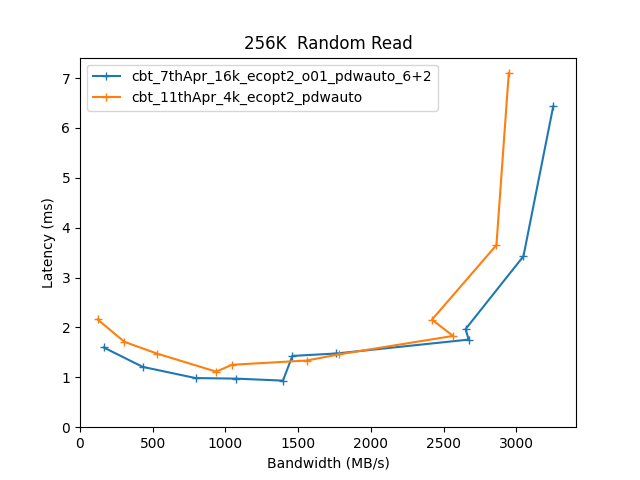 256K  Random Read
cbt_7thApr_16k_ecopt2_o01_pdwauto_6+2
cbt_11thApr_4k_ecopt2_pdwauto
7
6
5
4
3
2
1
0
Latency (ms)
0 500 1000 1500 2000 2500 3000
Bandwidth (MB/s)